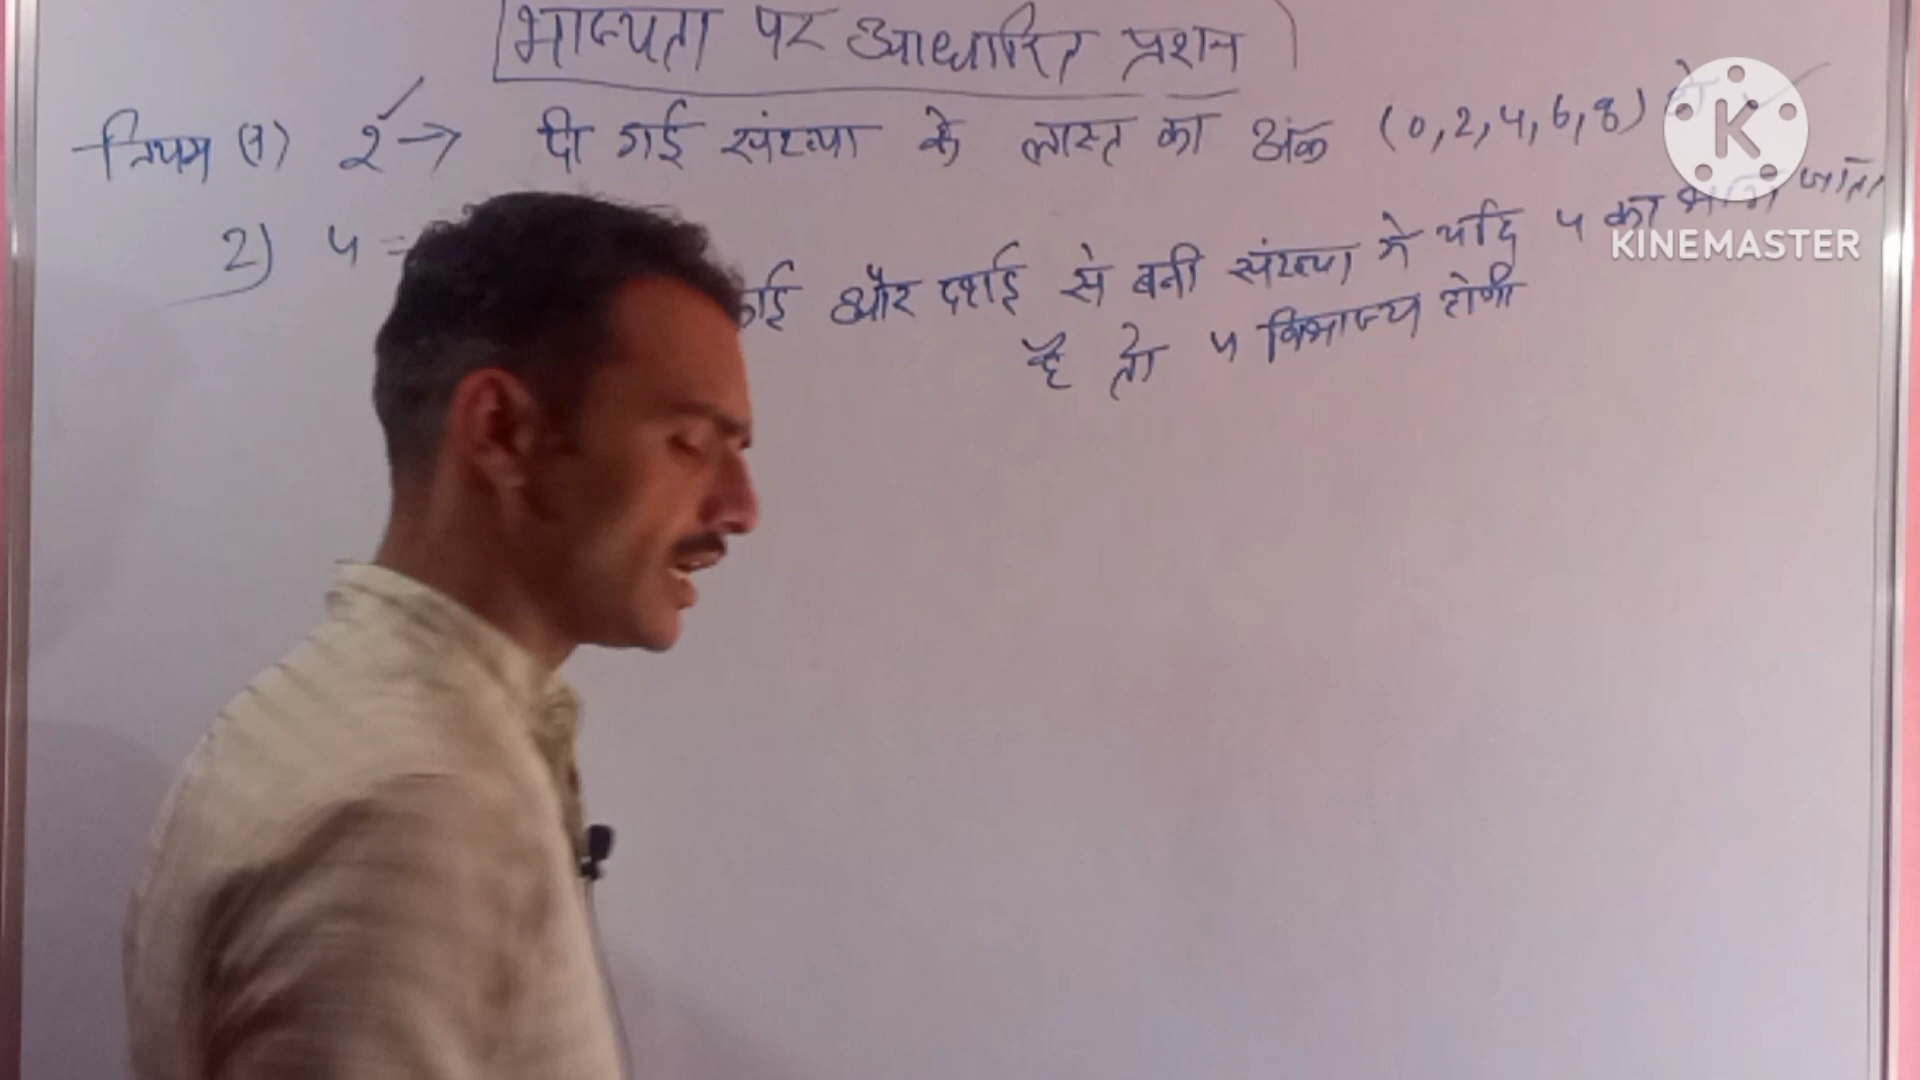 भाज्यता पर आधारित प्रशन
नियम (1) 2 → दी गई संख्या के लास्ट का अंक (0,2,4,6,8) हो
2) 4 = काई और दहाई से बनी संख्या मे यदि 4 का भाग जाता
है तो 4 विभाज्य होगी
K
KINEMASTER